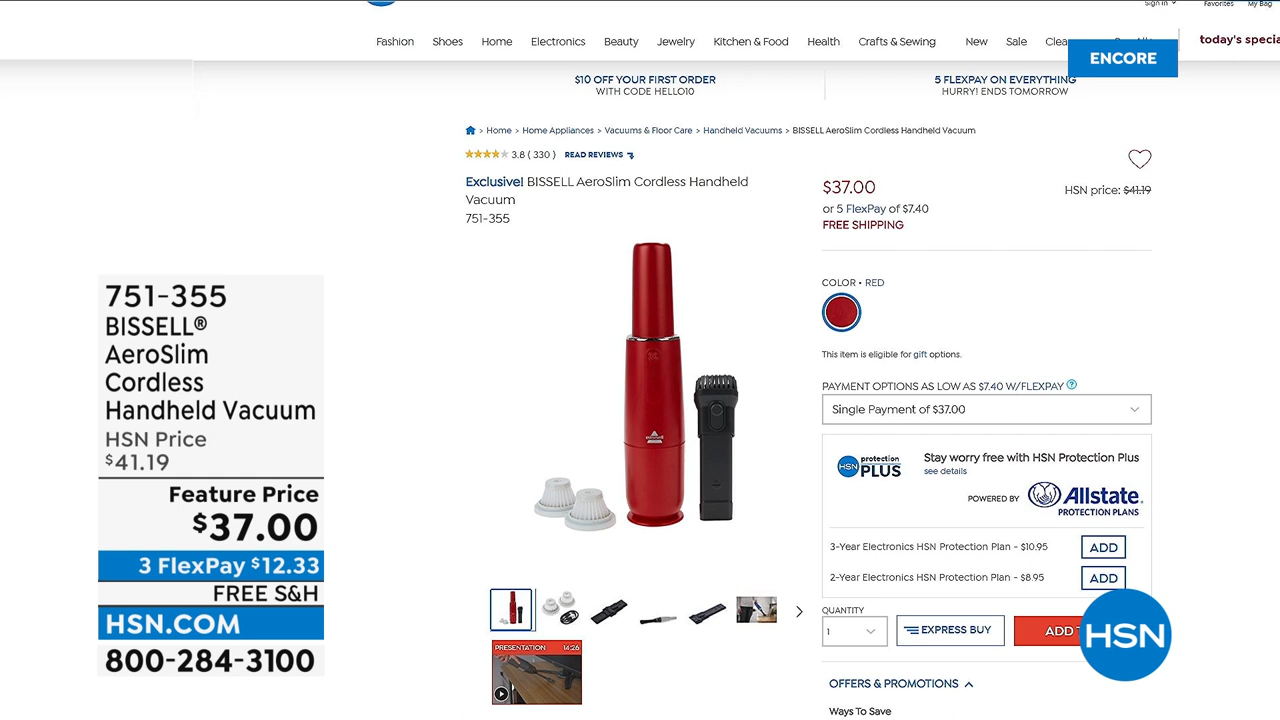 Sign In
Favorites
My Bag
Fashion Shoes Home Electronics Beauty Jewelry Kitchen & Food Health Crafts & Sewing New Sale
today's specia
ENCORE
$10 OFF YOUR FIRST ORDER
WITH CODE HELLO10
5 FLEXPAY ON EVERYTHING
HURRY! ENDS TOMORROW
> Home > Home Appliances > Vacuums & Floor Care > Handheld Vacuums > BISSELL AeroSlim Cordless Handheld Vacuum
3.8 ( 330 ) READ REVIEWS
Exclusive! BISSELL AeroSlim Cordless Handheld
Vacuum
751-355
$37.00
HSN price: $41.19
or 5 FlexPay of $7.40
FREE SHIPPING
COLOR • RED
This item is eligible for gift options.
PAYMENT OPTIONS AS LOW AS $7.40 W/FLEXPAY ?
Single Payment of $37.00
HSN protection PLUS
Stay worry free with HSN Protection Plus
see details
POWERED BY Allstate
PROTECTION PLANS
3-Year Electronics HSN Protection Plan - $10.95 ADD
2-Year Electronics HSN Protection Plan - $8.95 ADD
QUANTITY
1
EXPRESS BUY
ADD
HSN
OFFERS & PROMOTIONS
Ways To Save
BISSELL
PRESENTATION 14:26
751-355
BISSELL®
AeroSlim
Cordless
Handheld Vacuum
HSN Price
$41.19
Feature Price
$37.00
3 FlexPay $12.33
FREE S&H
HSN.COM
800-284-3100